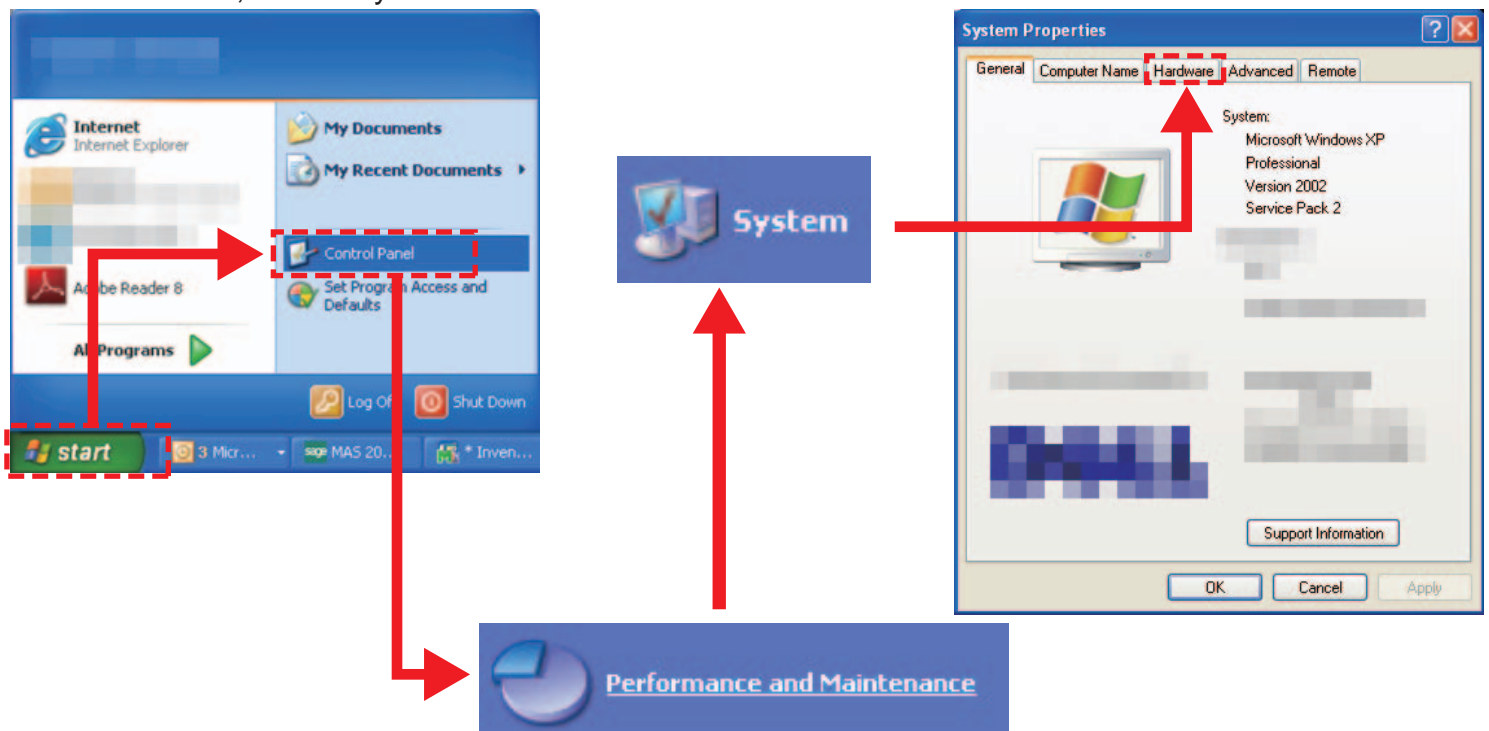 Internet
Internet Explorer
Adobe Reader 8
All Programs
My Documents
My Recent Documents
Control Panel
Set Program Access and
Defaults
Log Off
Shut Down
start
3 Micr...
sage MAS 20...
* Inven...
Performance and Maintenance
System
System Properties
General
Computer Name
Hardware
Advanced
Remote
System:
Microsoft Windows XP
Professional
Version 2002
Service Pack 2
Support Information
OK
Cancel
Apply